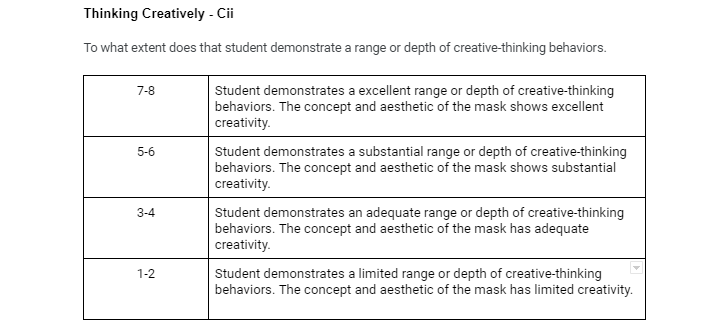 Thinking Creatively - Cii
To what extent does that student demonstrate a range or depth of creative-thinking behaviors.
7-8
Student demonstrates a excellent range or depth of creative-thinking
behaviors. The concept and aesthetic of the mask shows excellent
creativity.
5-6
Student demonstrates a substantial range or depth of creative-thinking
behaviors. The concept and aesthetic of the mask shows substantial
creativity.
3-4
Student demonstrates an adequate range or depth of creative-thinking
behaviors. The concept and aesthetic of the mask has adequate
creativity.
1-2
Student demonstrates a limited range or depth of creative-thinking
behaviors. The concept and aesthetic of the mask has limited creativity.